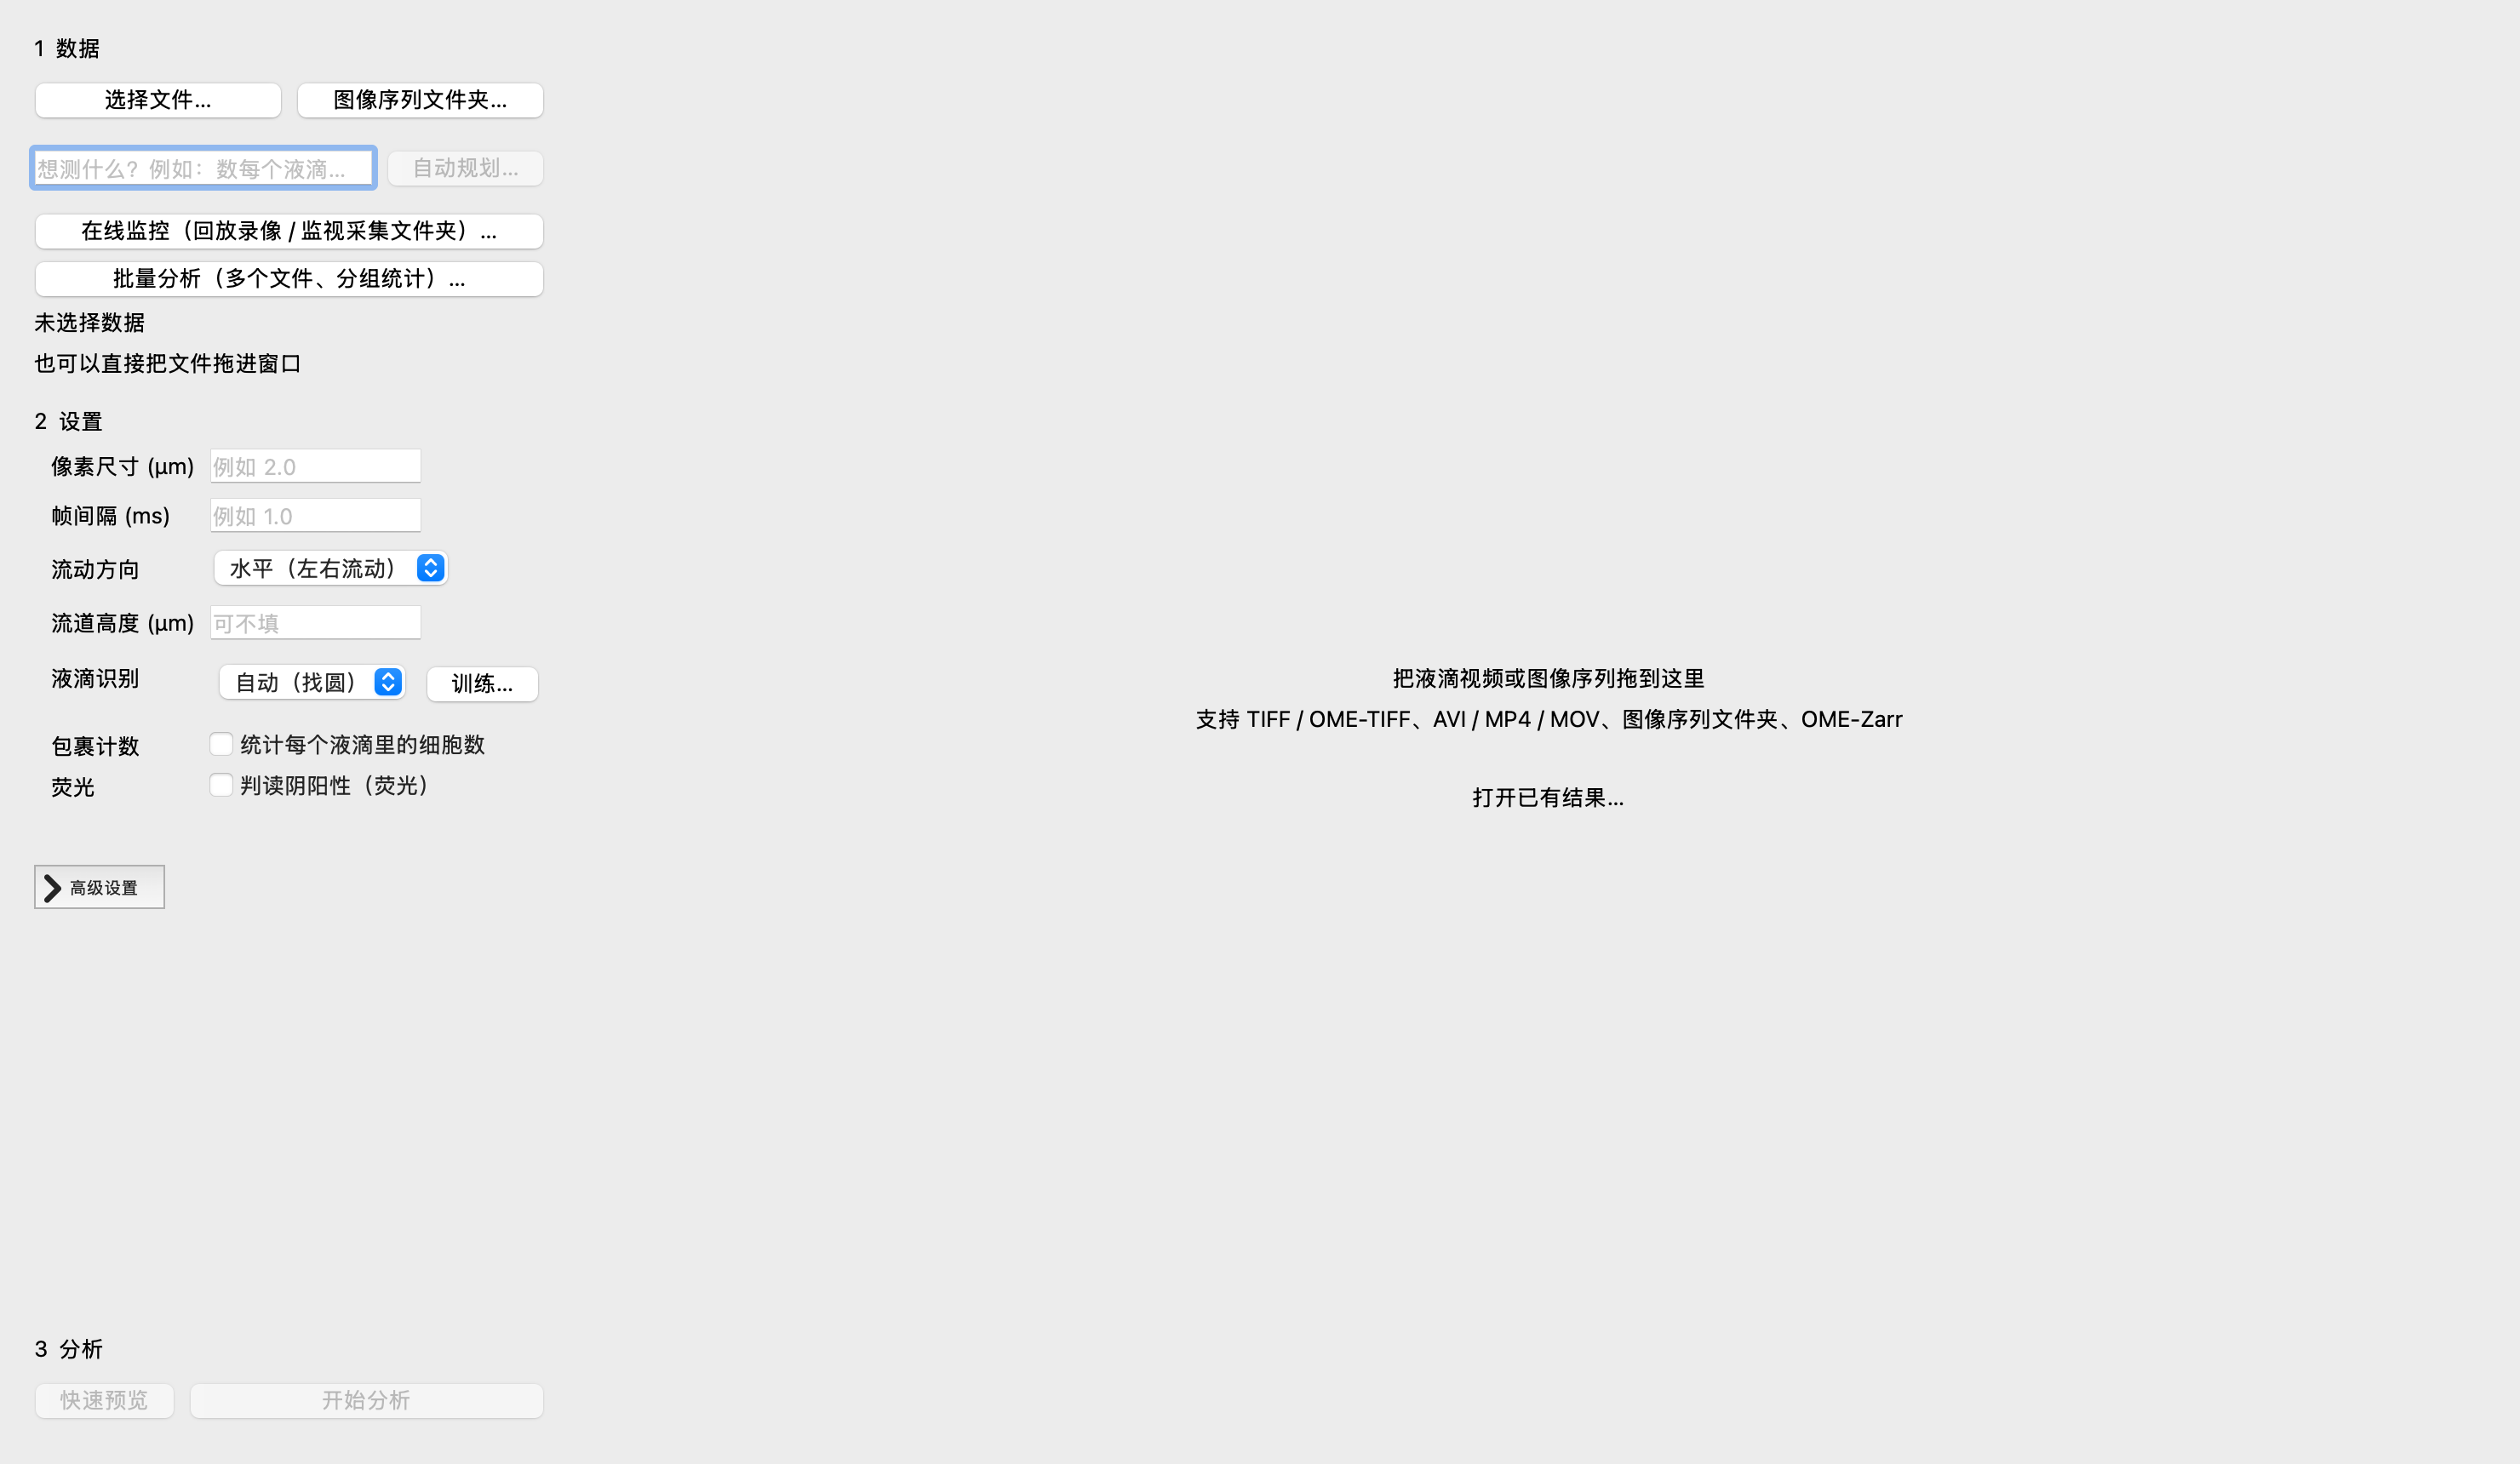 1 数据
选择文件...
图像序列文件夹...
想测什么？例如：数每个液滴...
自动规划...
在线监控（回放录像 / 监视采集文件夹）...
批量分析（多个文件、分组统计）...
未选择数据
也可以直接把文件拖进窗口
2 设置
像素尺寸 (µm) 例如 2.0
帧间隔 (ms) 例如 1.0
流动方向 水平（左右流动）
流道高度 (µm) 可不填
液滴识别 自动（找圆） 训练...
包裹计数 统计每个液滴里的细胞数
荧光 判读阴阳性（荧光）
高级设置
把液滴视频或图像序列拖到这里
支持 TIFF / OME-TIFF、AVI / MP4 / MOV、图像序列文件夹、OME-Zarr
打开已有结果...
3 分析
快速预览
开始分析